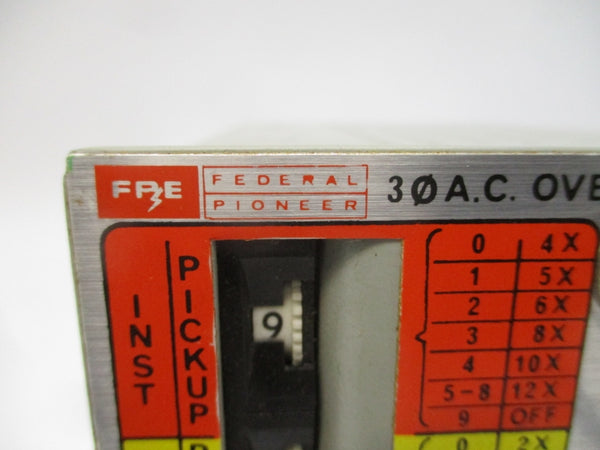 FPE FEDERAL PIONEER 3Ø A.C. OVE
INST
PICKUP
9
0 4X
1 5X
2 6X
3 8X
4 10X
5-8 12X
9 OFF
0 2X